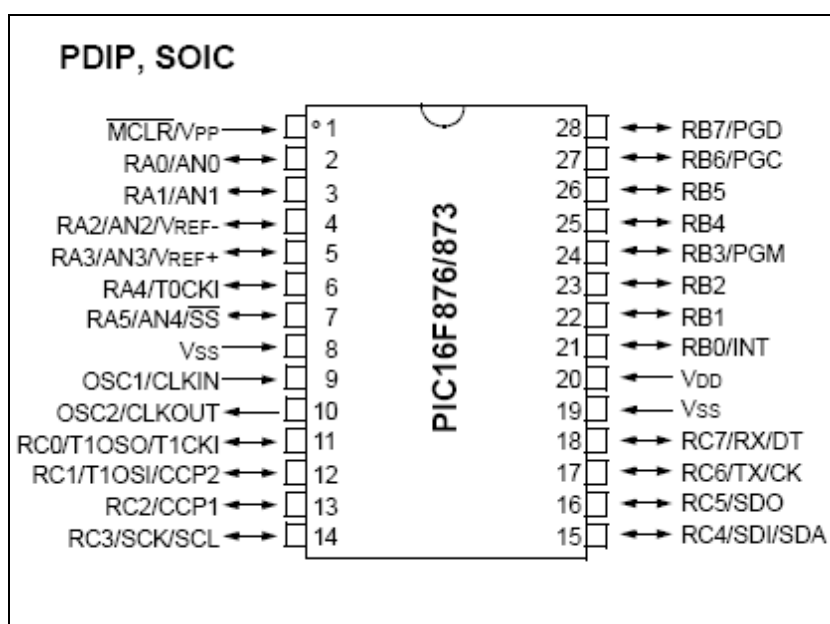 PDIP, SOIC
MCLR/VPP 1
RA0/AN0 2
RA1/AN1 3
RA2/AN2/VREF- 4
RA3/AN3/VREF+ 5
RA4/T0CKI 6
RA5/AN4/SS 7
VSS 8
OSC1/CLKIN 9
OSC2/CLKOUT 10
RC0/T1OSO/T1CKI 11
RC1/T1OSI/CCP2 12
RC2/CCP1 13
RC3/SCK/SCL 14
PIC16F876/873
28 RB7/PGD
27 RB6/PGC
26 RB5
25 RB4
24 RB3/PGM
23 RB2
22 RB1
21 RB0/INT
20 VDD
19 VSS
18 RC7/RX/DT
17 RC6/TX/CK
16 RC5/SDO
15 RC4/SDI/SDA